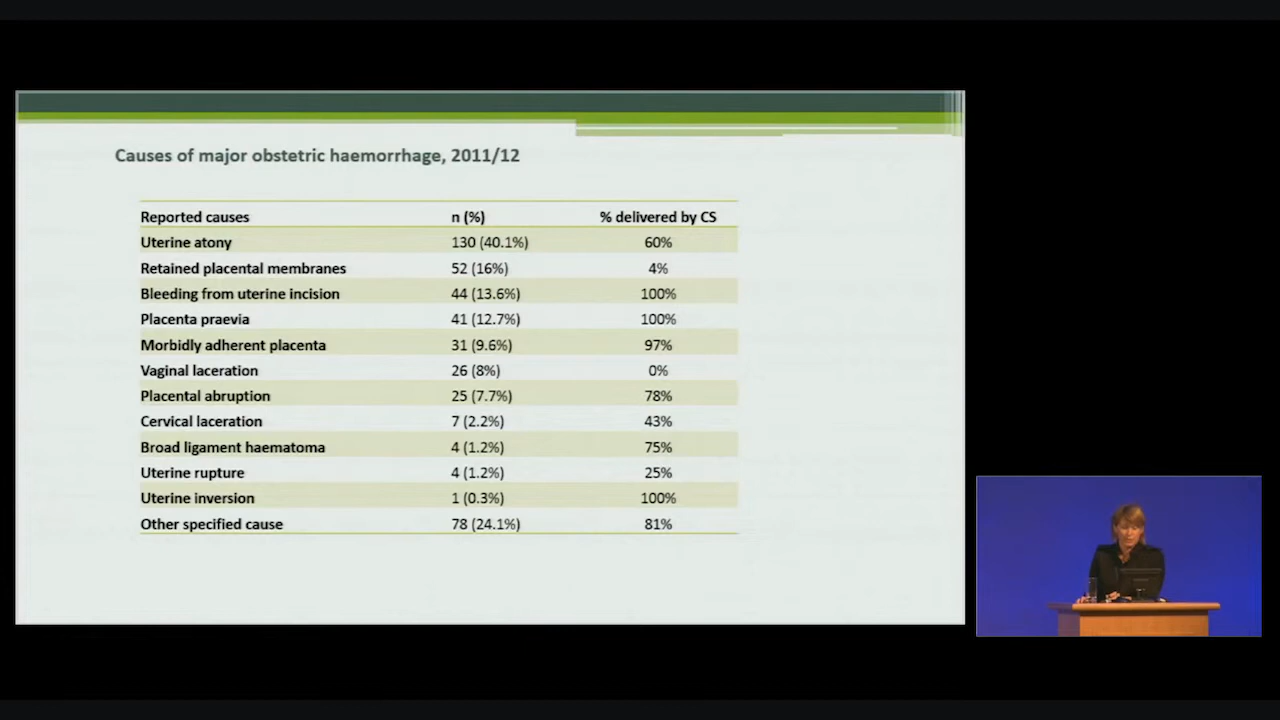 Causes of major obstetric haemorrhage, 2011/12
Reported causes n (%) % delivered by CS
Uterine atony 130 (40.1%) 60%
Retained placental membranes 52 (16%) 4%
Bleeding from uterine incision 44 (13.6%) 100%
Placenta praevia 41 (12.7%) 100%
Morbidly adherent placenta 31 (9.6%) 97%
Vaginal laceration 26 (8%) 0%
Placental abruption 25 (7.7%) 78%
Cervical laceration 7 (2.2%) 43%
Broad ligament haematoma 4 (1.2%) 75%
Uterine rupture 4 (1.2%) 25%
Uterine inversion 1 (0.3%) 100%
Other specified cause 78 (24.1%) 81%